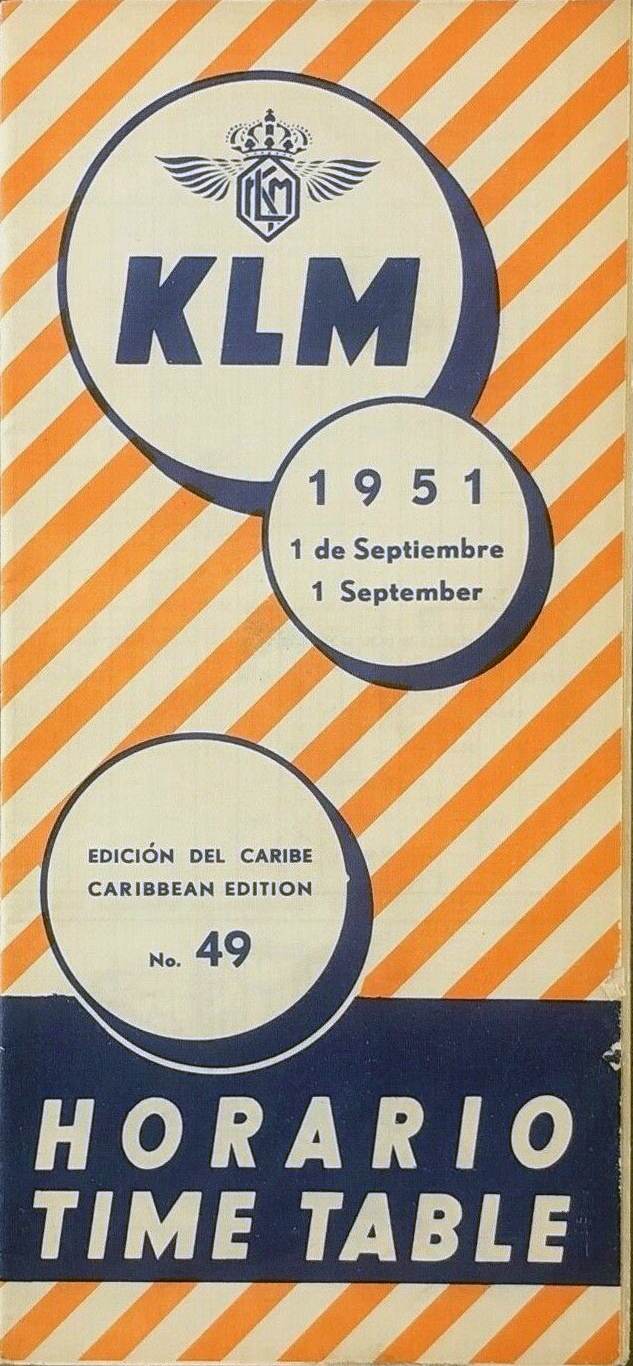 KLM
KLM
1951
1 de Septiembre
1 September
EDICIÓN DEL CARIBE
CARIBBEAN EDITION
No. 49
HORARIO
TIME TABLE